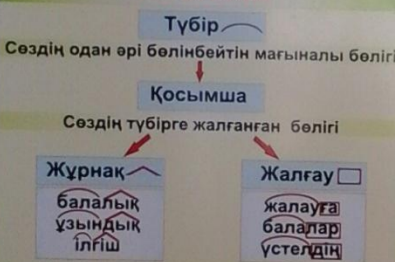 Түбір
Сөздің одан әрі бөлінбейтін мағыналы бөлігі
Қосымша
Сөздің түбірге жалғанған бөлігі
Жұрнақ
Жалғау
балалық
ұзындық
ілгіш
жалауға
балалар
үстелдің